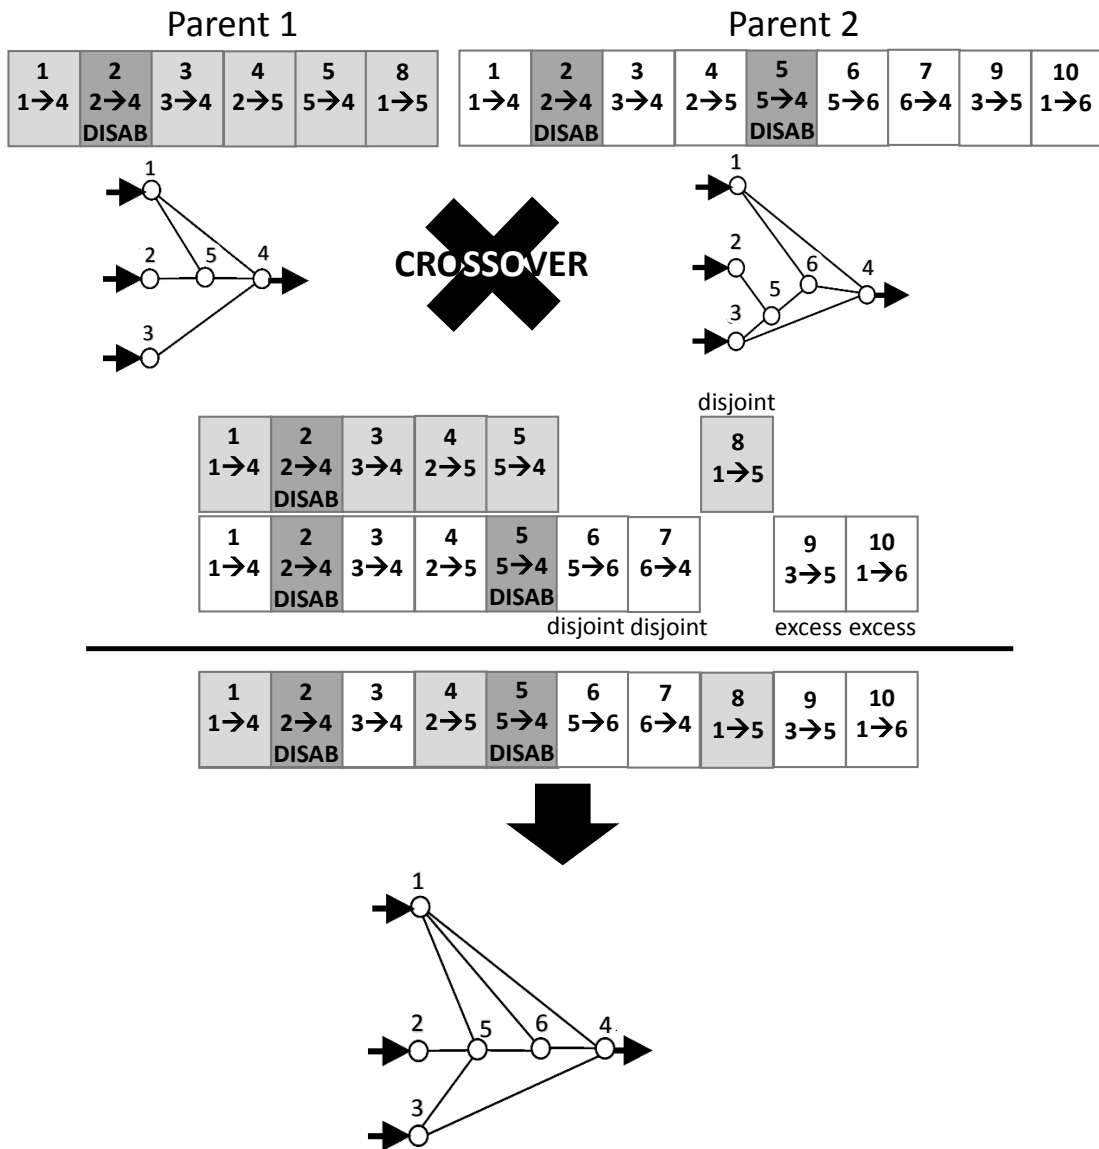 Parent 1 Parent 2
1 2 3 4 5 8 1 2 3 4 5 6 7 9 10
1→4 2→4 3→4 2→5 5→4 1→5 1→4 2→4 3→4 2→5 5→4 5→6 6→4 3→5 1→6
DISAB DISAB DISAB
1
2 5 4
3
CROSSOVER
1
2
6 4
5
3
disjoint
1 2 3 4 5 8
1→4 2→4 3→4 2→5 5→4 1→5
DISAB
1 2 3 4 5 6 7 9 10
1→4 2→4 3→4 2→5 5→4 5→6 6→4 3→5 1→6
DISAB DISAB
disjoint disjoint excess excess
1 2 3 4 5 6 7 8 9 10
1→4 2→4 3→4 2→5 5→4 5→6 6→4 1→5 3→5 1→6
DISAB DISAB
1
2 5 6 4
3